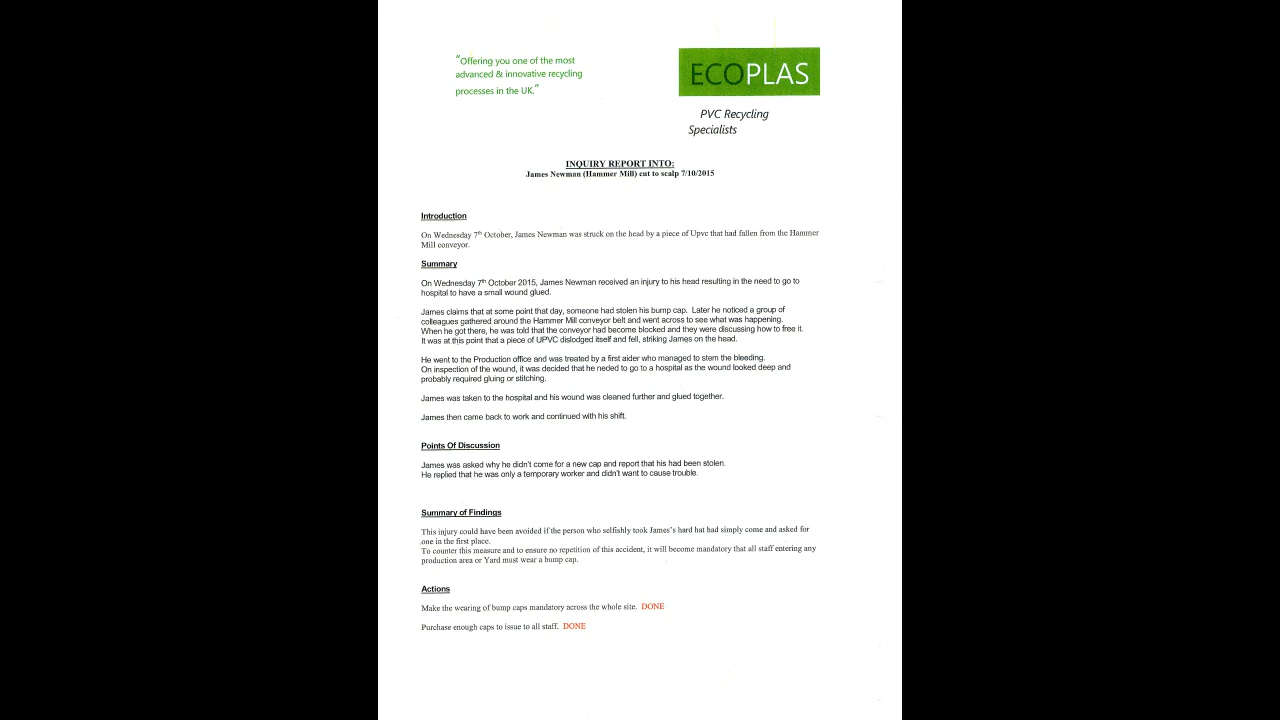 "Offering you one of the most
advanced & innovative recycling
processes in the UK."
ECOPLAS
PVC Recycling
Specialists
INQUIRY REPORT INTO:
James Newman (Hammer Mill) cut to scalp 7/10/2015
Introduction
On Wednesday 7th October, James Newman was struck on the head by a piece of Upvc that had fallen from the Hammer
Mill conveyor.
Summary
On Wednesday 7th October 2015, James Newman received an injury to his head resulting in the need to go to
hospital to have a small wound glued.
James claims that at some point that day, someone had stolen his bump cap.  Later he noticed a group of
colleagues gathered around the Hammer Mill conveyor belt and went across to see what was happening.
When he got there, he was told that the conveyor had become blocked and they were discussing how to free it.
It was at this point that a piece of UPVC dislodged itself and fell, striking James on the head.
He went to the Production office and was treated by a first aider who managed to stem the bleeding.
On inspection of the wound, it was decided that he neded to go to a hospital as the wound looked deep and
probably required gluing or stitching.
James was taken to the hospital and his wound was cleaned further and glued together.
James then came back to work and continued with his shift.
Points Of Discussion
James was asked why he didn't come for a new cap and report that his had been stolen.
He replied that he was only a temporary worker and didn't want to cause trouble.
Summary of Findings
This injury could have been avoided if the person who selfishly took James's hard hat had simply come and asked for
one in the first place.
To counter this measure and to ensure no repetition of this accident, it will become mandatory that all staff entering any
production area or Yard must wear a bump cap.
Actions
Make the wearing of bump caps mandatory across the whole site.  DONE
Purchase enough caps to issue to all staff.  DONE